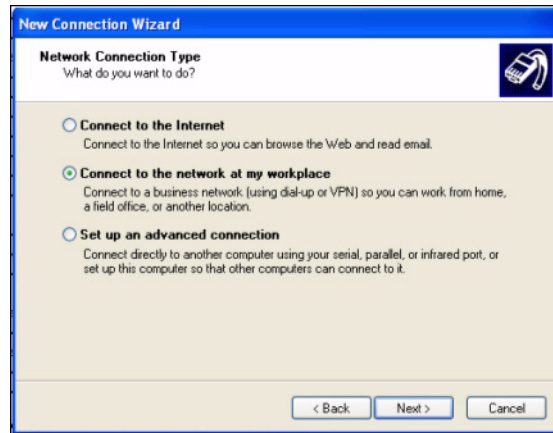 New Connection Wizard
Network Connection Type
What do you want to do?
Connect to the Internet
Connect to the Internet so you can browse the Web and read email.
Connect to the network at my workplace
Connect to a business network (using dial-up or VPN) so you can work from home,
a field office, or another location.
Set up an advanced connection
Connect directly to another computer using your serial, parallel, or infrared port, or
set up this computer so that other computers can connect to it.
< Back Next > Cancel